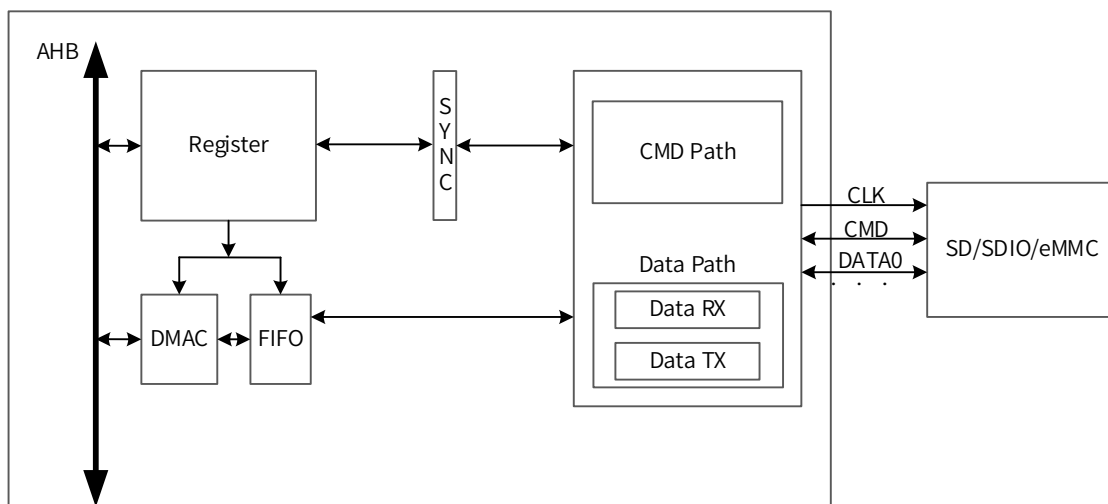 AHB
Register
S
Y
N
C
CMD Path
CLK
CMD
DATA0
. . .
SD/SDIO/eMMC
Data Path
Data RX
Data TX
DMAC
FIFO